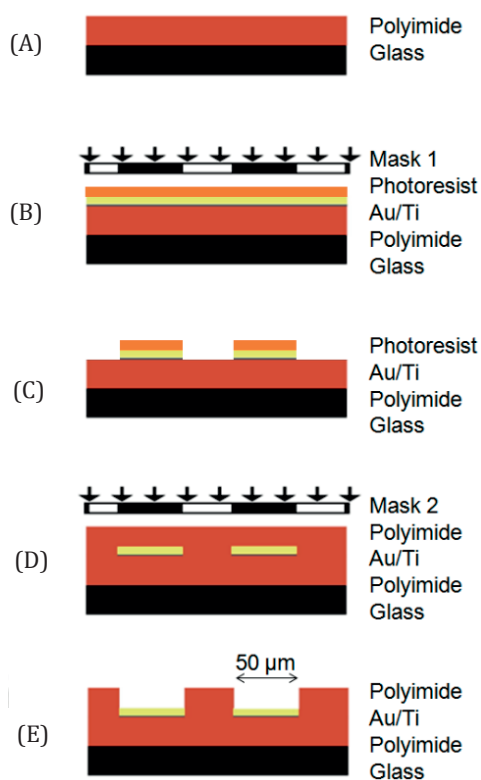 (A)
Polyimide
Glass
(B)
Mask 1
Photoresist
Au/Ti
Polyimide
Glass
(C)
Photoresist
Au/Ti
Polyimide
Glass
(D)
Mask 2
Polyimide
Au/Ti
Polyimide
Glass
(E)
50 µm
Polyimide
Au/Ti
Polyimide
Glass